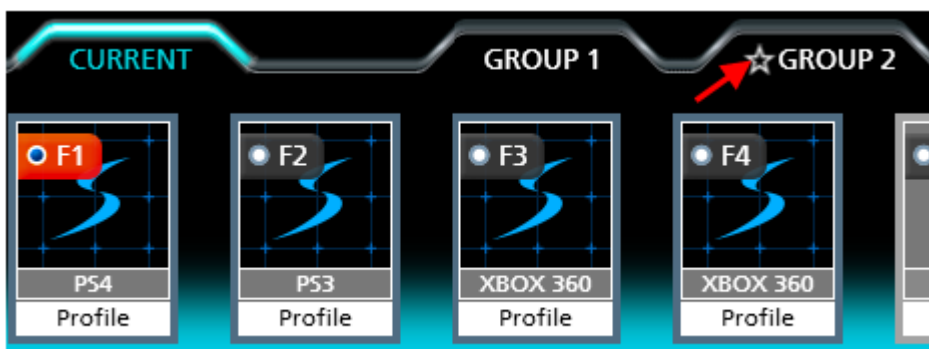 CURRENT GROUP 1 ☆ GROUP 2
F1 F2 F3 F4
PS4 PS3 XBOX 360 XBOX 360
Profile Profile Profile Profile